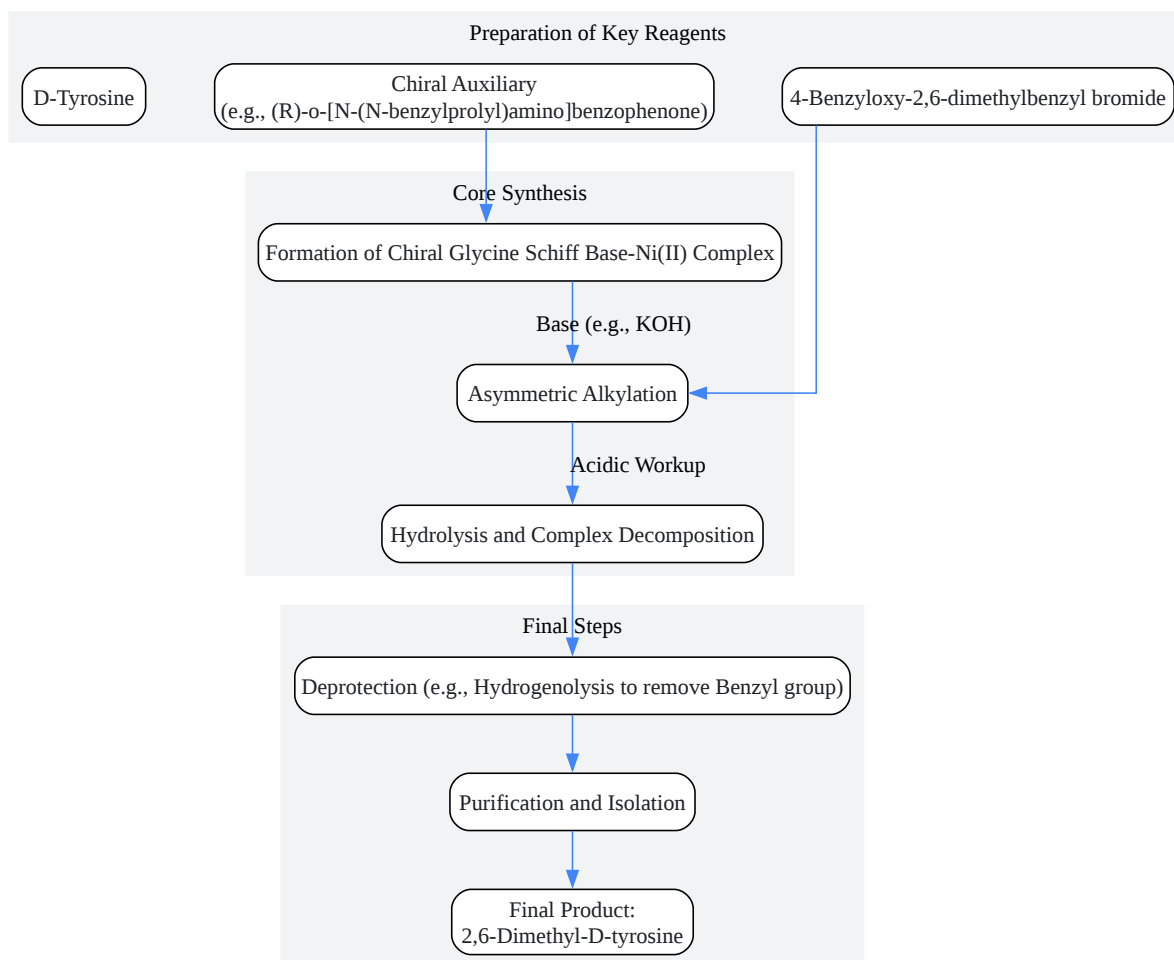 Preparation of Key Reagents
D-Tyrosine
Chiral Auxiliary
(e.g., (R)-o-[N-(N-benzylprolyl)amino]benzophenone)
4-Benzyloxy-2,6-dimethylbenzyl bromide
Core Synthesis
Formation of Chiral Glycine Schiff Base-Ni(II) Complex
Base (e.g., KOH)
Asymmetric Alkylation
Acidic Workup
Hydrolysis and Complex Decomposition
Final Steps
Deprotection (e.g., Hydrogenolysis to remove Benzyl group)
Purification and Isolation
Final Product:
2,6-Dimethyl-D-tyrosine